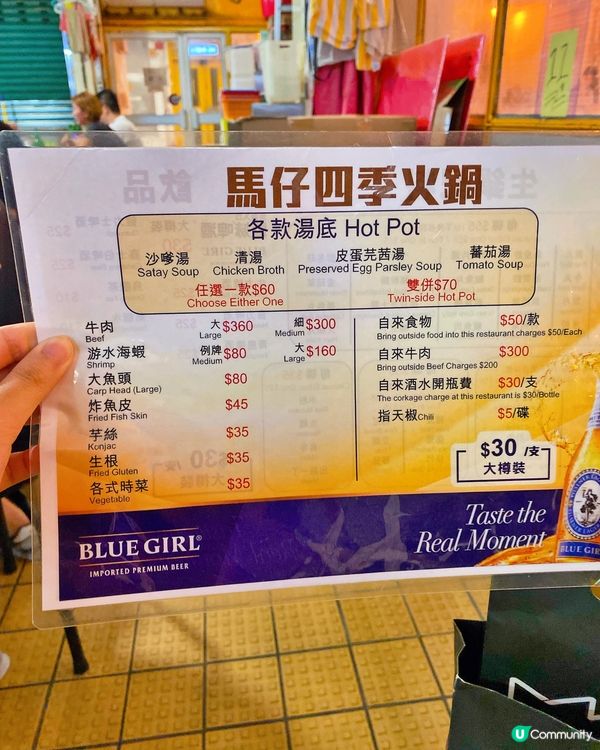 馬仔四季火鍋
各款湯底 Hot Pot
沙嗲湯 清湯 皮蛋芫茜湯 蕃茄湯
Satay Soup Chicken Broth Preserved Egg Parsley Soup Tomato Soup
任選一款$60 雙併$70
Choose Either One Twin-side Hot Pot
牛肉 大 $360 細 $300
Beef Large Medium
游水海蝦 例牌 $80 大 $160
Shrimp Medium Large
大魚頭 $80
Carp Head (Large)
炸魚皮 $45
Fried Fish Skin
芋絲 $35
Konjac
生根 $35
Fried Gluten
各式時菜 $35
Vegetable
自來食物 $50/款
Bring outside food into this restaurant charges $50/Each
自來牛肉 $300
Bring outside Beef Charges $200
自來酒水開瓶費 $30/支
The corkage charge at this restaurant is $30/Bottle
指天椒Chili $5/碟
$30 /支
大樽裝
BLUE GIRL®
IMPORTED PREMIUM BEER
Taste the
Real Moment
BLUE GIR
11
U Community